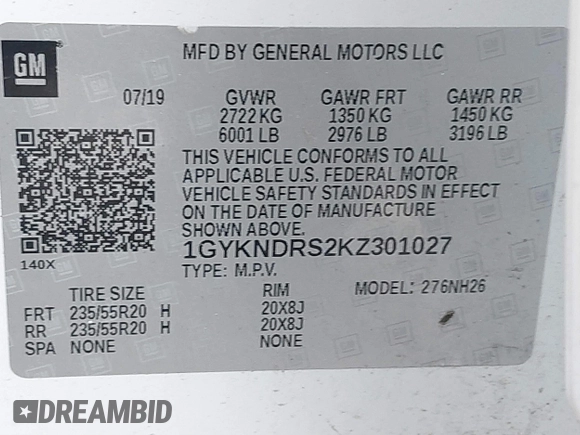 GM
MFD BY GENERAL MOTORS LLC
07/19 GVWR GAWR FRT GAWR RR
2722 KG 1350 KG 1450 KG
6001 LB 2976 LB 3196 LB
THIS VEHICLE CONFORMS TO ALL
APPLICABLE U.S. FEDERAL MOTOR
VEHICLE SAFETY STANDARDS IN EFFECT
ON THE DATE OF MANUFACTURE
SHOWN ABOVE.
1GYKNDRS2KZ301027
140X
TYPE: M.P.V.
TIRE SIZE RIM MODEL: 276NH26
FRT 235/55R20 H 20X8J
RR 235/55R20 H 20X8J
SPA NONE NONE
DREAMBID